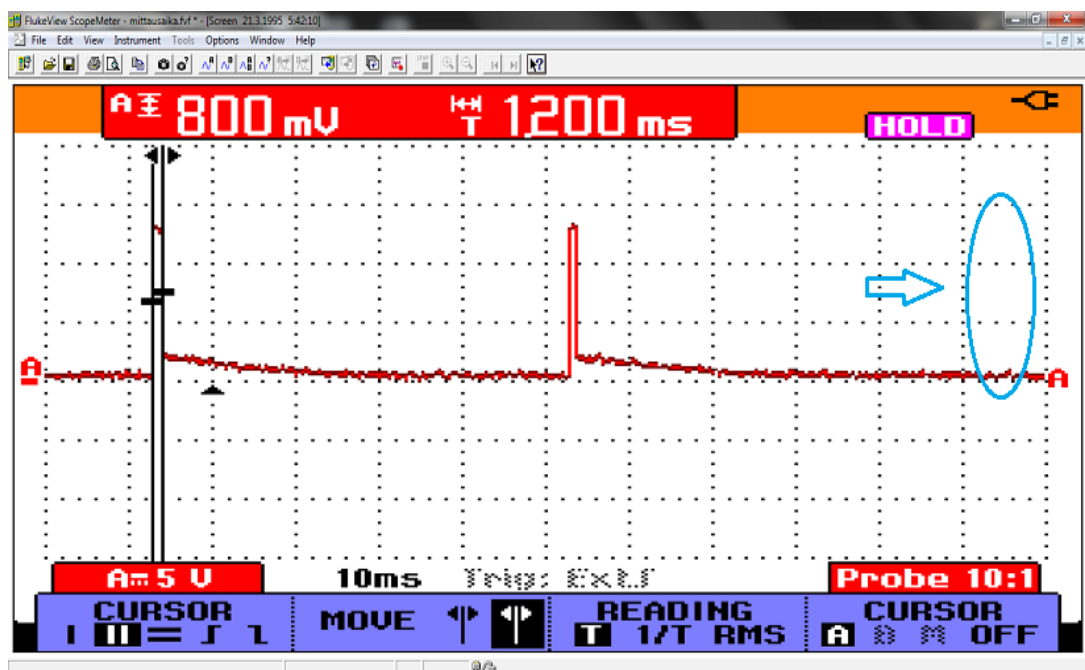 FlukeView ScopeMeter - mittausaika.fvf * - [Screen 21.3.1995 5:42:10]
File Edit View Instrument Tools Options Window Help
A 800 mV T 1,200 ms
HOLD
A A
A 5 V 10ms Trig: Ext Probe 10:1
CURSOR MOVE READING CURSOR
T 1/T RMS A B M OFF